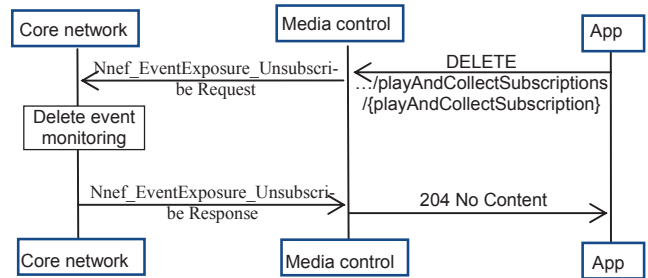 Core network
Media control
App
DELETE
Nnef_EventExposure_Unsubscri-
be Request
…/playAndCollectSubscriptions
/{playAndCollectSubscription}
Delete event
monitoring
Nnef_EventExposure_Unsubscri-
be Response
204 No Content
Core network
Media control
App